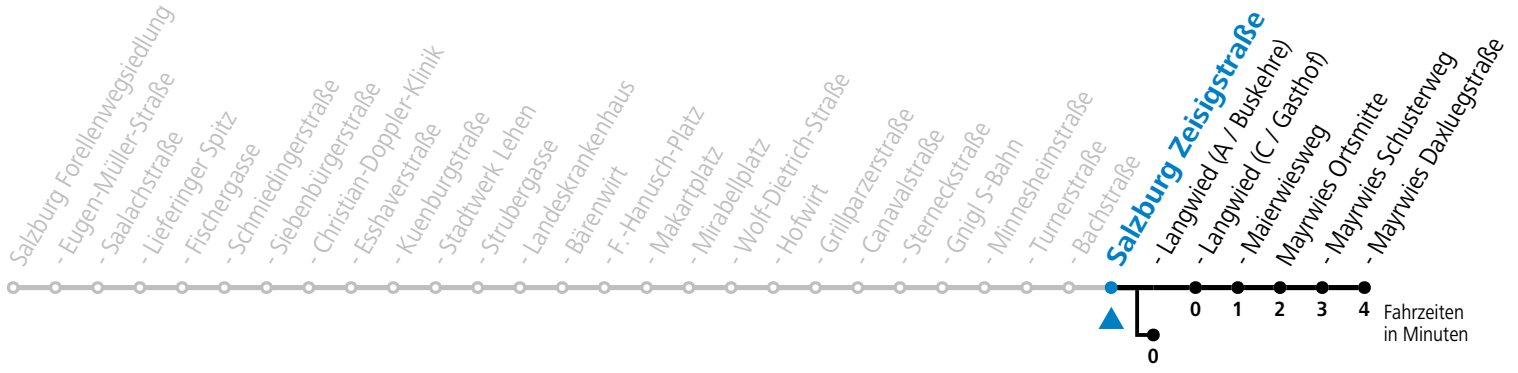 Salzburg Forellenwegsiedlung
- Eugen-Müller-Straße
- Saalachstraße
- Lieferinger Spitz
- Fischergasse
- Schmiedingerstraße
- Siebenbürgerstraße
- Christian-Doppler-Klinik
- Esshaverstraße
- Kuenburgstraße
- Stadtwerk Lehen
- Strubergasse
- Landeskrankenhaus
- Bärenwirt
- F.-Hanusch-Platz
- Makartplatz
- Mirabellplatz
- Wolf-Dietrich-Straße
- Hofwirt
- Grillparzerstraße
- Canavalstraße
- Sterneckstraße
- Gnigl S-Bahn
- Minnesheimstraße
- Turnerstraße
- Bachstraße
Salzburg Zeisigstraße
- Langwied (A / Buskehre)
- Langwied (C / Gasthof)
- Maierwiesweg
Mayrwies Ortsmitte
- Mayrwies Schusterweg
- Mayrwies Daxluegstraße
0 1 2 3 4
Fahrzeiten
in Minuten
0